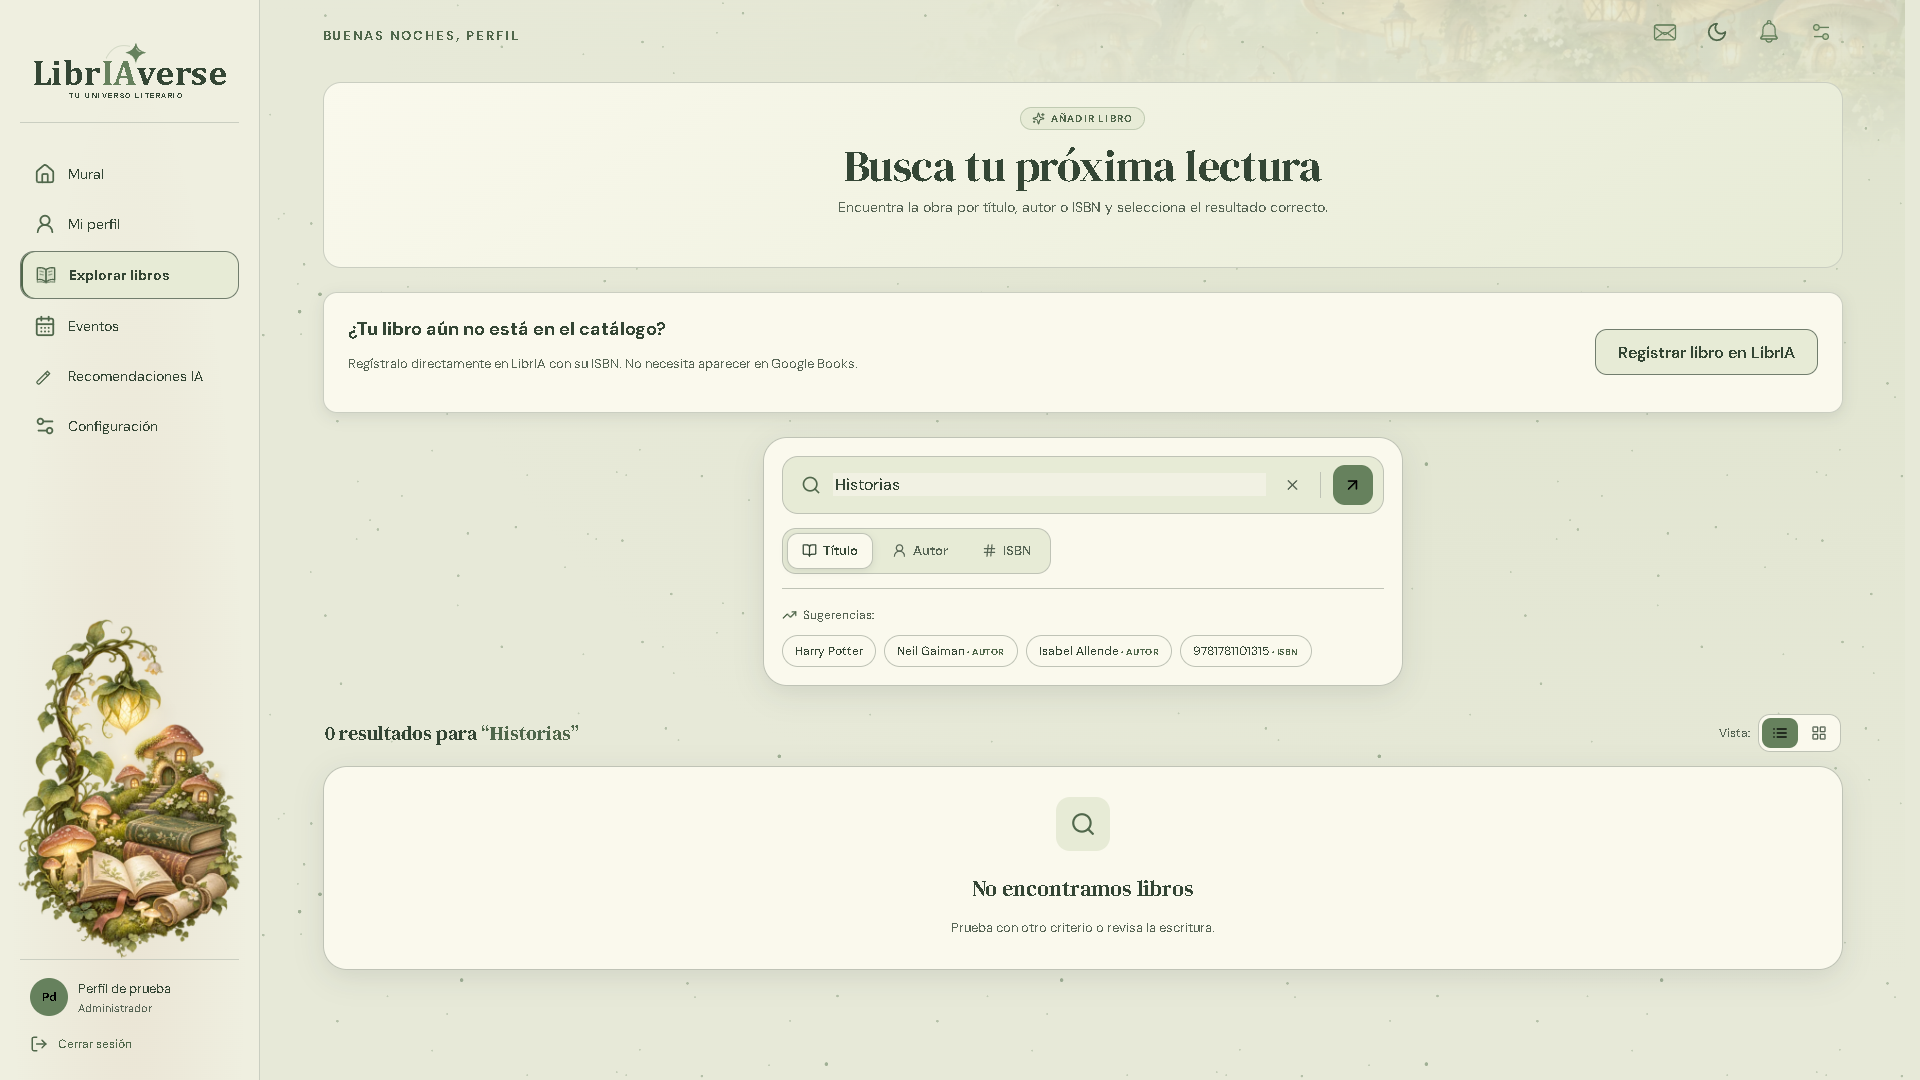 LibrIAverse
TU UNIVERSO LITERARIO
Mural
Mi perfil
Explorar libros
Eventos
Recomendaciones IA
Configuración
Perfil de prueba
Pd
Administrador
Cerrar sesión
BUENAS NOCHES, PERFIL
AÑADIR LIBRO
Busca tu próxima lectura
Encuentra la obra por título, autor o ISBN y selecciona el resultado correcto.
¿Tu libro aún no está en el catálogo?
Regístralo directamente en LibrIA con su ISBN. No necesita aparecer en Google Books.
Registrar libro en LibrIA
Historias
Título Autor ISBN
Sugerencias:
Harry Potter Neil Gaiman · AUTOR Isabel Allende · AUTOR 9781781101315 · ISBN
0 resultados para “Historias”
Vista:
No encontramos libros
Prueba con otro criterio o revisa la escritura.